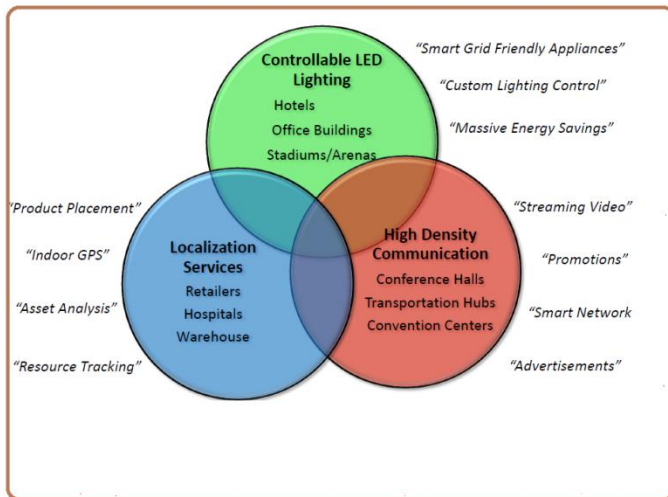 Controllable LED
Lighting
Hotels
Office Buildings
Stadiums/Arenas
“Smart Grid Friendly Appliances”
“Custom Lighting Control”
“Massive Energy Savings”
“Product Placement”
“Indoor GPS”
“Asset Analysis”
“Resource Tracking”
Localization
Services
Retailers
Hospitals
Warehouse
High Density
Communication
Conference Halls
Transportation Hubs
Convention Centers
“Streaming Video”
“Promotions”
“Smart Network
“Advertisements”